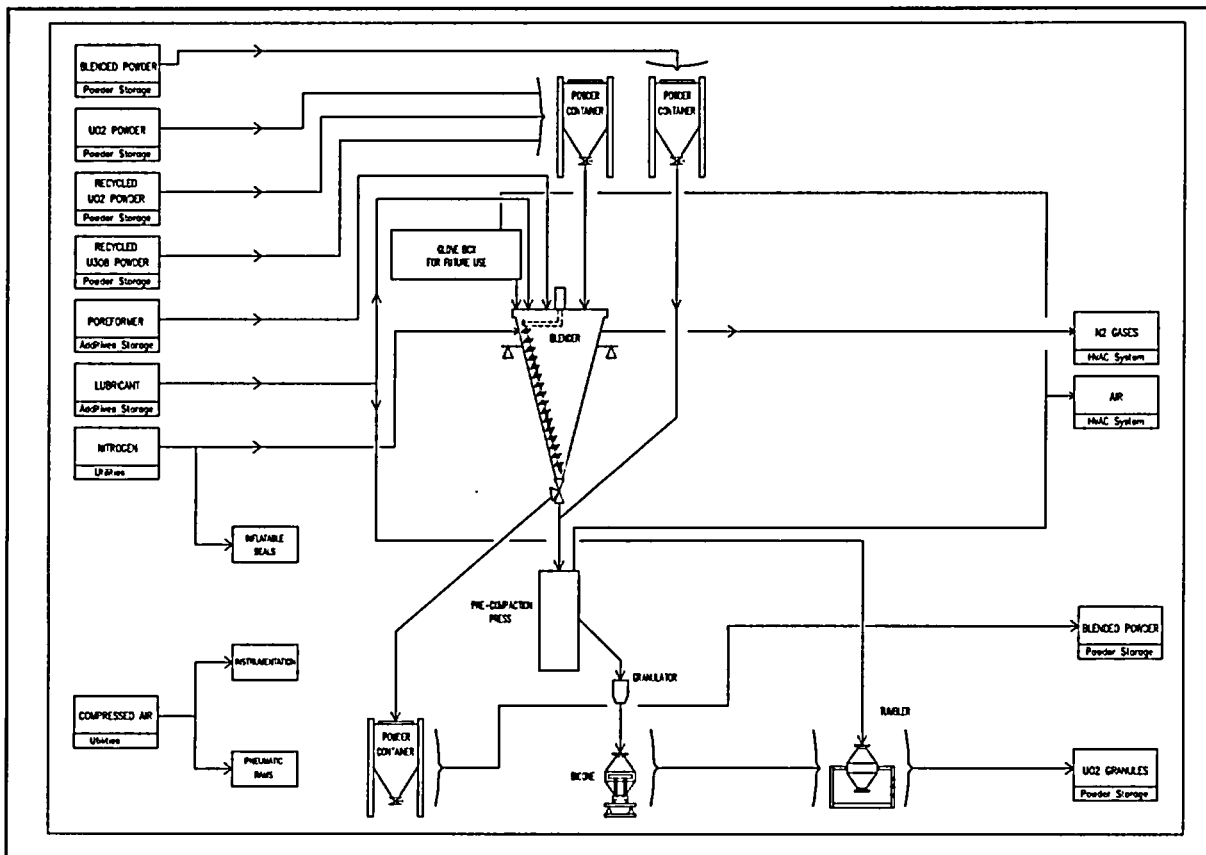 BLENDED POWDER
Powder Storage
UO2 POWDER
Powder Storage
RECYCLED
UO2 POWDER
Powder Storage
RECYCLED
U3O8 POWDER
Powder Storage
POREFORMER
Additives Storage
LUBRICANT
Additives Storage
NITROGEN
Utilities
INFLATABLE
SEALS
INSTRUMENTATION
COMPRESSED AIR
Utilities
PNEUMATIC
RAMS
POWDER
CONTAINER
POWDER
CONTAINER
GLOVE BOX
FOR FUTURE USE
BLENDER
PRE-COMPACTION
PRESS
GRANULATOR
POWDER
CONTAINER
BICONE
TUMBLER
N2 GASES
HVAC System
AIR
HVAC System
BLENDED POWDER
Powder Storage
UO2 GRANULES
Powder Storage